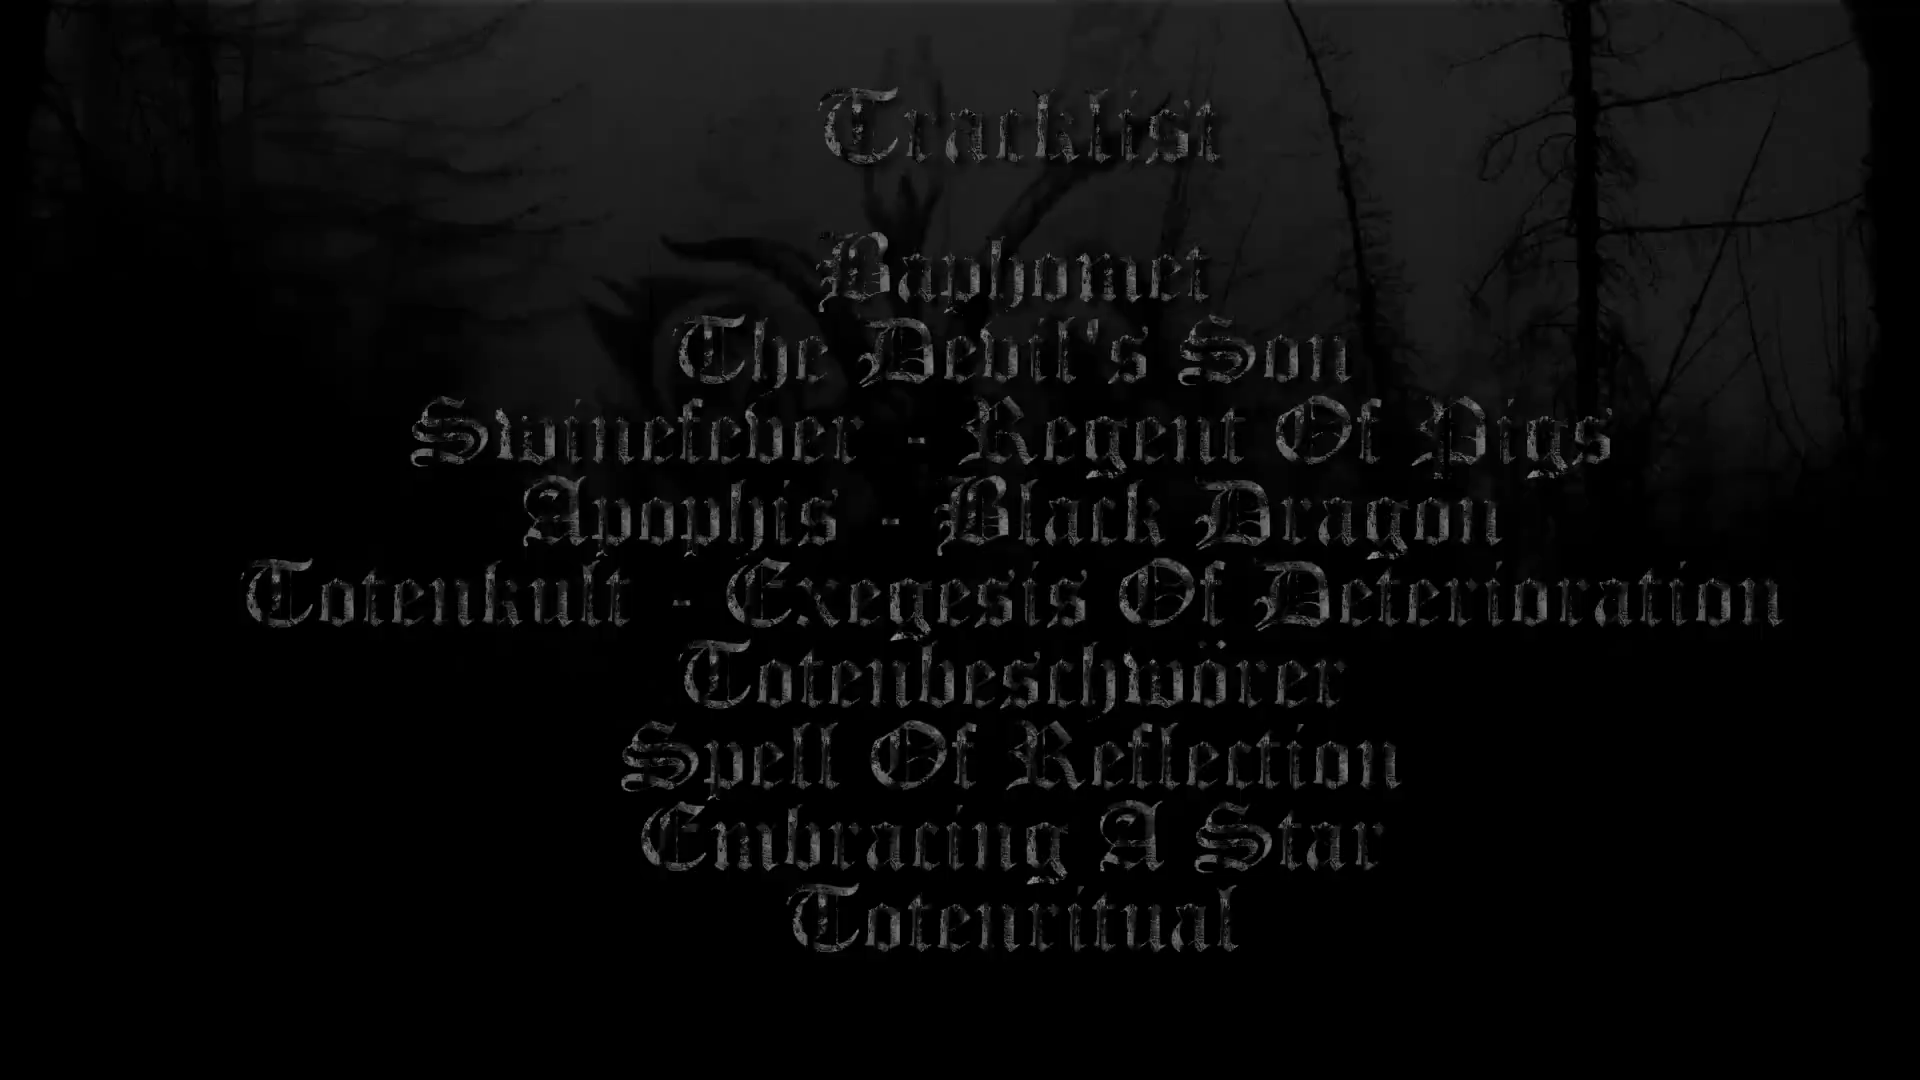 Tracklist
Baphomet
The Devil's Son
Swinefever - Regent Of Pigs
Apophis - Black Dragon
Totenkult - Exegesis Of Deterioration
Totenbeschwörer
Spell Of Reflection
Embracing A Star
Totenritual